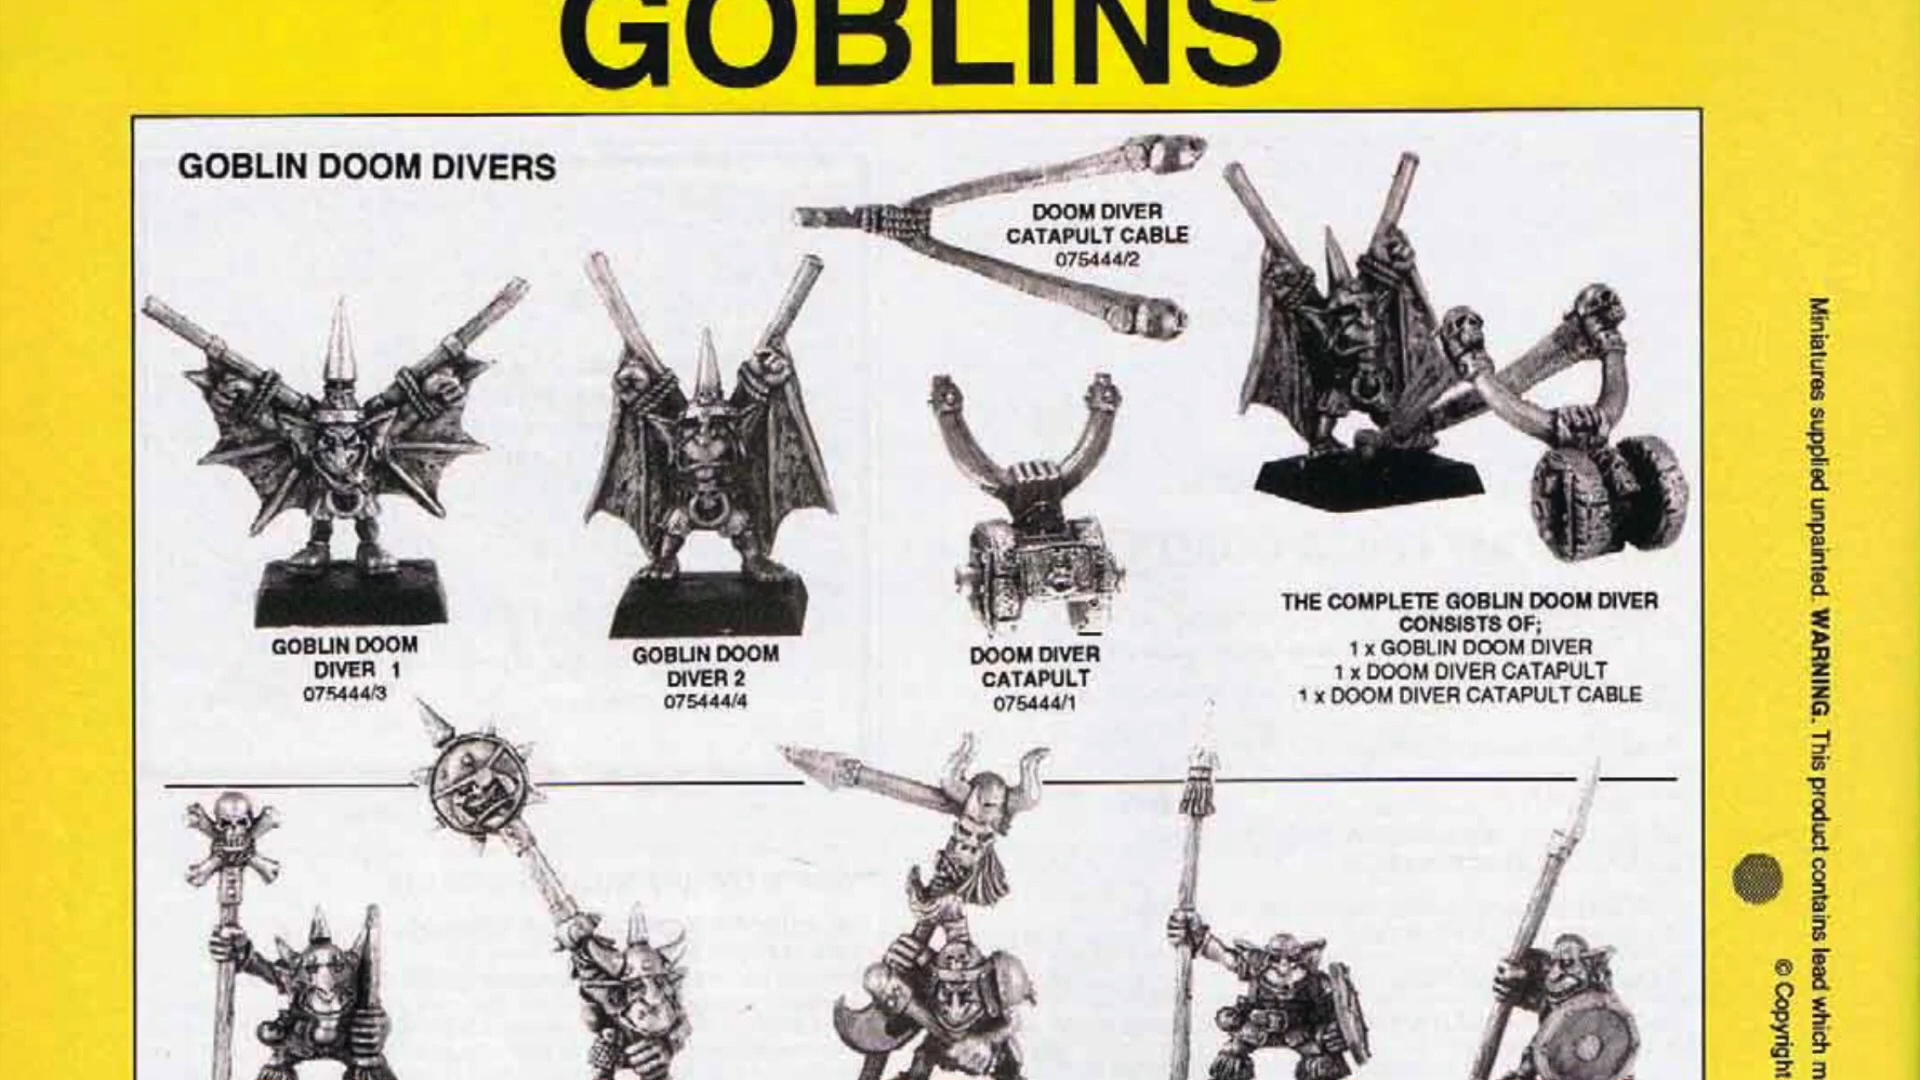 GOBLINS
GOBLIN DOOM DIVERS
DOOM DIVER
CATAPULT CABLE
075444/2
GOBLIN DOOM
DIVER 1
075444/3
GOBLIN DOOM
DIVER 2
075444/4
DOOM DIVER
CATAPULT
075444/1
THE COMPLETE GOBLIN DOOM DIVER
CONSISTS OF;
1 x GOBLIN DOOM DIVER
1 x DOOM DIVER CATAPULT
1 x DOOM DIVER CATAPULT CABLE
Miniatures supplied unpainted. WARNING. This product contains lead which m
© Copyright